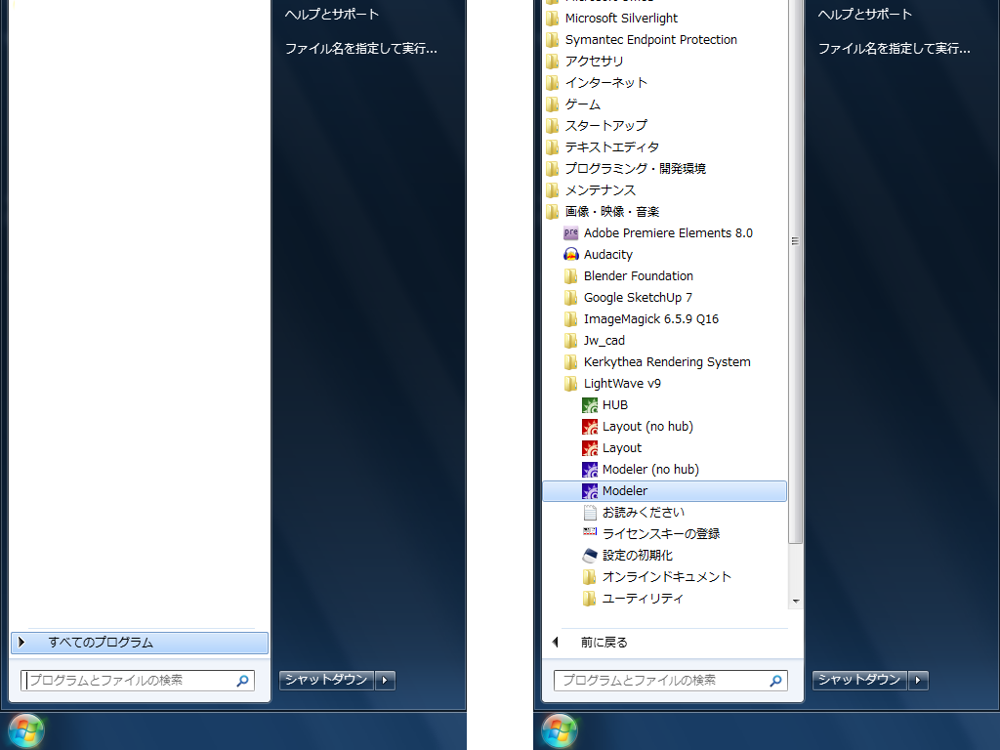 ヘルプとサポート
ファイル名を指定して実行...
すべてのプログラム
プログラムとファイルの検索
シャットダウン
Microsoft Office
Microsoft Silverlight
Symantec Endpoint Protection
アクセサリ
インターネット
ゲーム
スタートアップ
テキストエディタ
プログラミング・開発環境
メンテナンス
画像・映像・音楽
pre Adobe Premiere Elements 8.0
Audacity
Blender Foundation
Google SketchUp 7
ImageMagick 6.5.9 Q16
Jw_cad
Kerkythea Rendering System
LightWave v9
HUB
Layout (no hub)
Layout
Modeler (no hub)
Modeler
お読みください
ライセンスキーの登録
設定の初期化
オンラインドキュメント
ユーティリティ
前に戻る
プログラムとファイルの検索
ヘルプとサポート
ファイル名を指定して実行...
シャットダウン